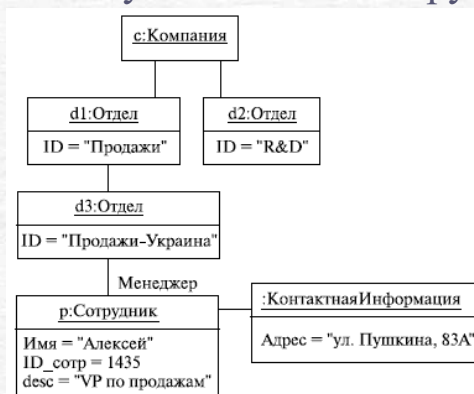 c:Компания
d1:Отдел
ID = "Продажи"
d2:Отдел
ID = "R&D"
d3:Отдел
ID = "Продажи-Украина"
Менеджер
p:Сотрудник
Имя = "Алексей"
ID_сотр = 1435
desc = "VP по продажам"
:КонтактнаяИнформация
Адрес = "ул. Пушкина, 83А"